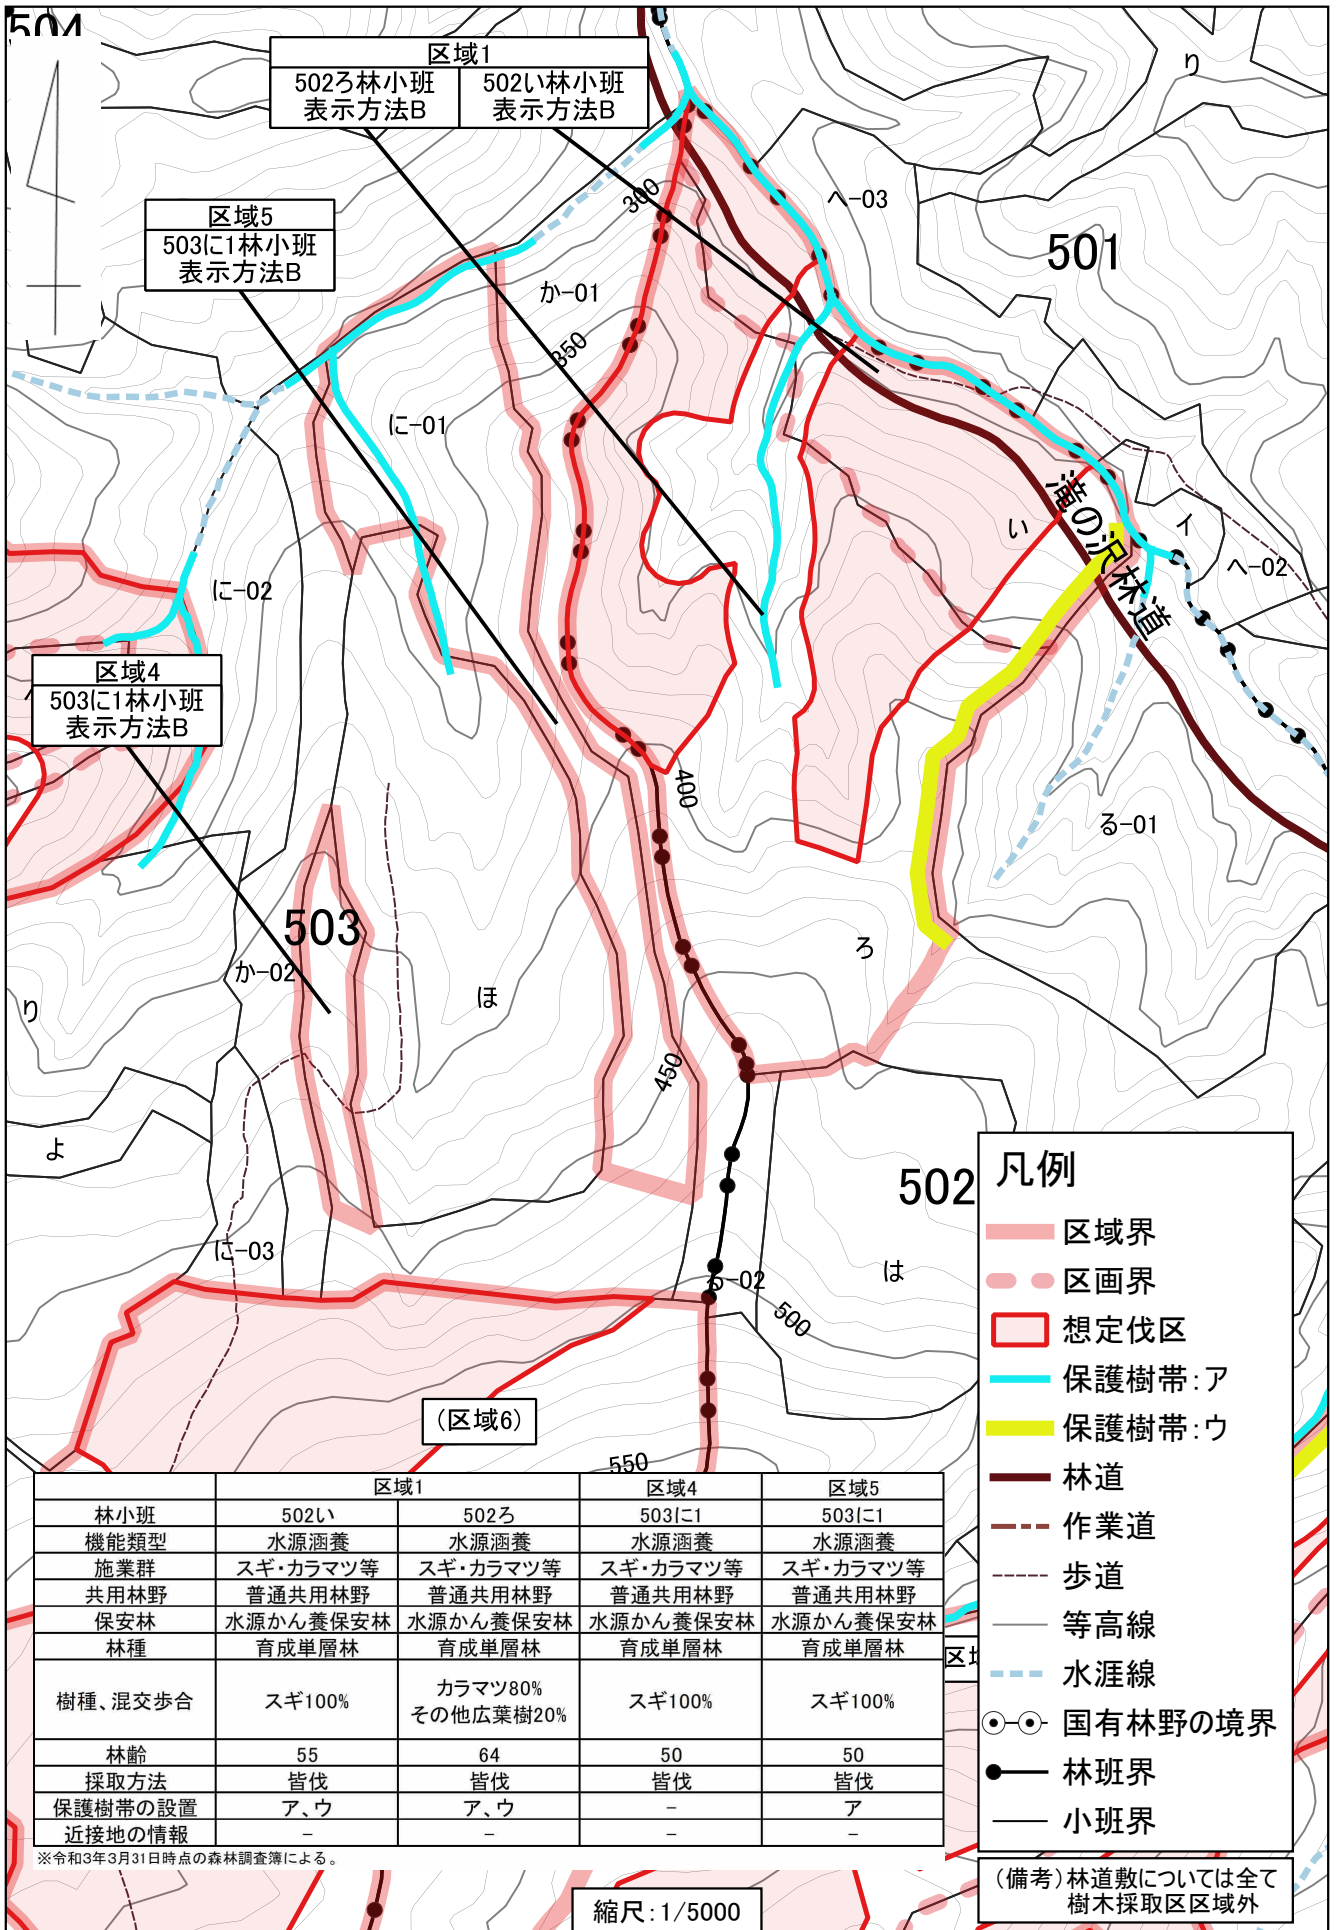 504
区域1
502ろ林小班 502い林小班
表示方法B 表示方法B
区域5
503に1林小班
表示方法B
り
へ-03
501
300
か-01
350
に-01
い
滝の沢林道
イ
へ-02
に-02
区域4
503に1林小班
表示方法B
400
る-01
503
ろ
か-02
ほ
り
450
よ
502
に-03
は
る-02
500
(区域6)
550
凡例
区域界
区画界
想定伐区
保護樹帯:ア
保護樹帯:ウ
林道
作業道
歩道
等高線
水涯線
国有林野の境界
林班界
小班界
(備考)林道敷については全て
樹木採取区区域外
区域1 区域4 区域5
林小班 502い 502ろ 503に1 503に1
機能類型 水源涵養 水源涵養 水源涵養 水源涵養
施業群 スギ・カラマツ等 スギ・カラマツ等 スギ・カラマツ等 スギ・カラマツ等
共用林野 普通共用林野 普通共用林野 普通共用林野 普通共用林野
保安林 水源かん養保安林 水源かん養保安林 水源かん養保安林 水源かん養保安林
林種 育成単層林 育成単層林 育成単層林 育成単層林
樹種、混交歩合 スギ100% カラマツ80% その他広葉樹20% スギ100% スギ100%
林齢 55 64 50 50
採取方法 皆伐 皆伐 皆伐 皆伐
保護樹帯の設置 ア、ウ ア、ウ - ア
近接地の情報 - - - -
※令和3年3月31日時点の森林調査簿による。
縮尺:1/5000